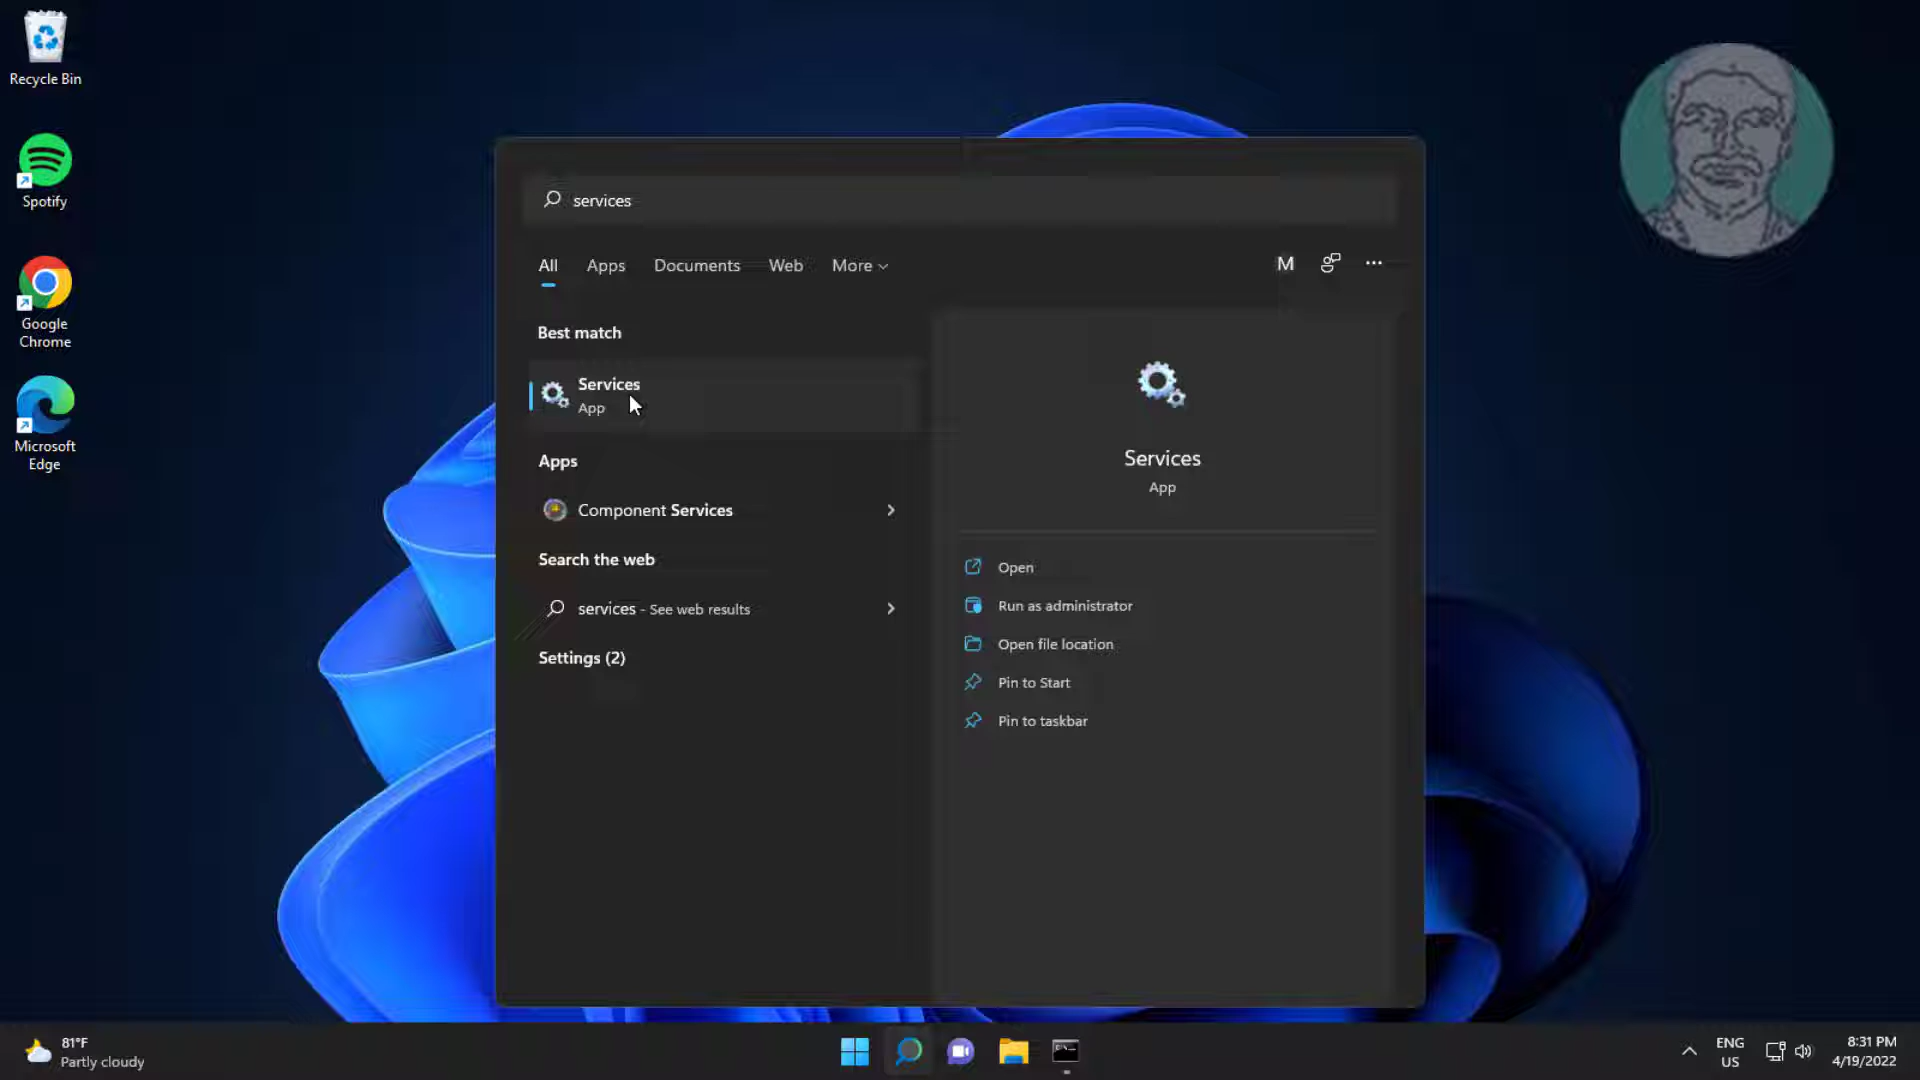 Recycle Bin
Spotify
Google
Chrome
Microsoft
Edge
services
All Apps Documents Web More
M
Best match
Services
App
Apps
Component Services
Search the web
services - See web results
Settings (2)
Services
App
Open
Run as administrator
Open file location
Pin to Start
Pin to taskbar
81°F
Partly cloudy
ENG
US
8:31 PM
4/19/2022